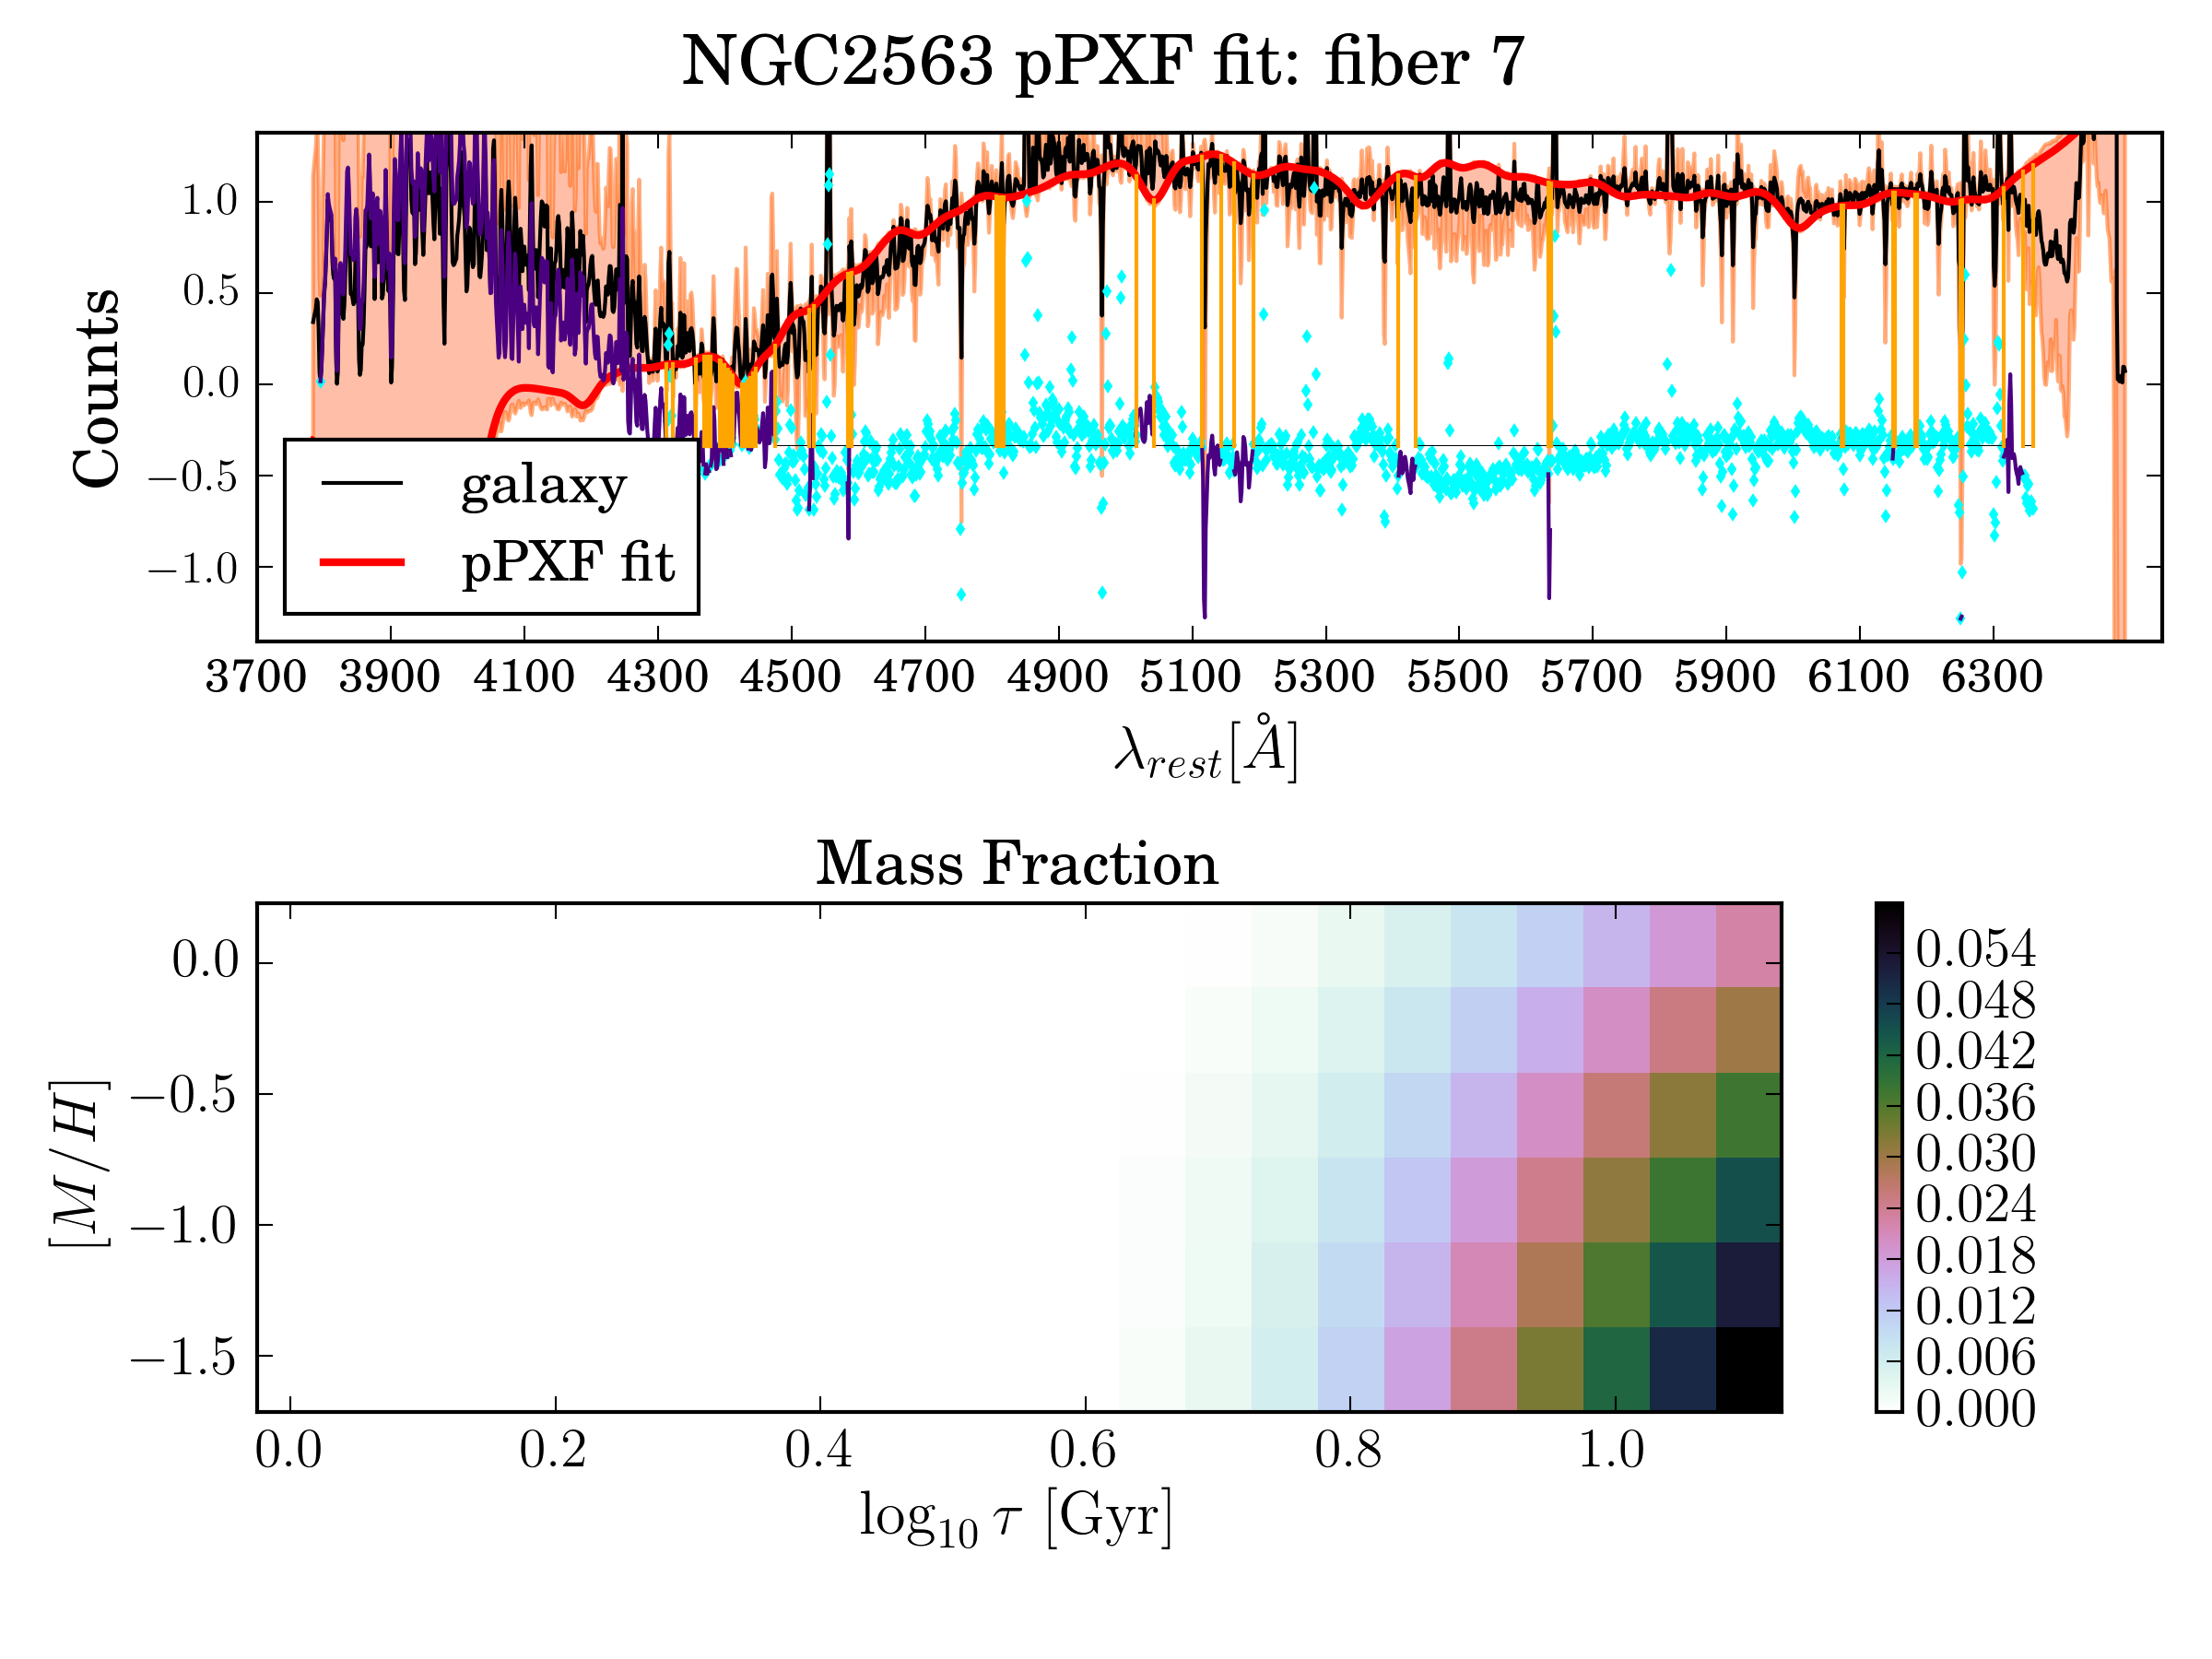 NGC2563 pPXF fit: fiber 7
Counts
1.0
0.5
0.0
−0.5
−1.0
galaxy
pPXF fit
3700 3900 4100 4300 4500 4700 4900 5100 5300 5500 5700 5900 6100 6300
λrest[Å]
Mass Fraction
[M/H]
0.0
−0.5
−1.0
−1.5
0.0 0.2 0.4 0.6 0.8 1.0
log10 τ [Gyr]
0.054
0.048
0.042
0.036
0.030
0.024
0.018
0.012
0.006
0.000